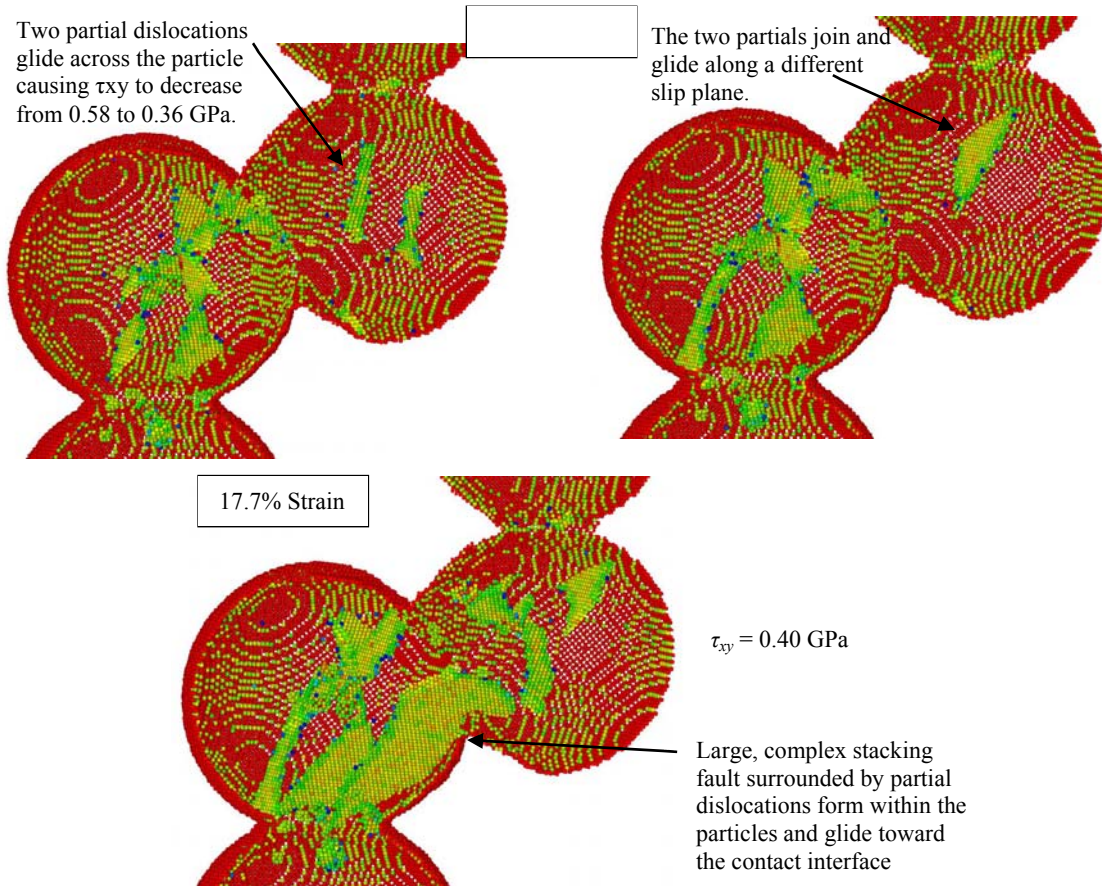 Two partial dislocations
glide across the particle
causing τxy to decrease
from 0.58 to 0.36 GPa.
The two partials join and
glide along a different
slip plane.
17.7% Strain
τxy = 0.40 GPa
Large, complex stacking
fault surrounded by partial
dislocations form within the
particles and glide toward
the contact interface